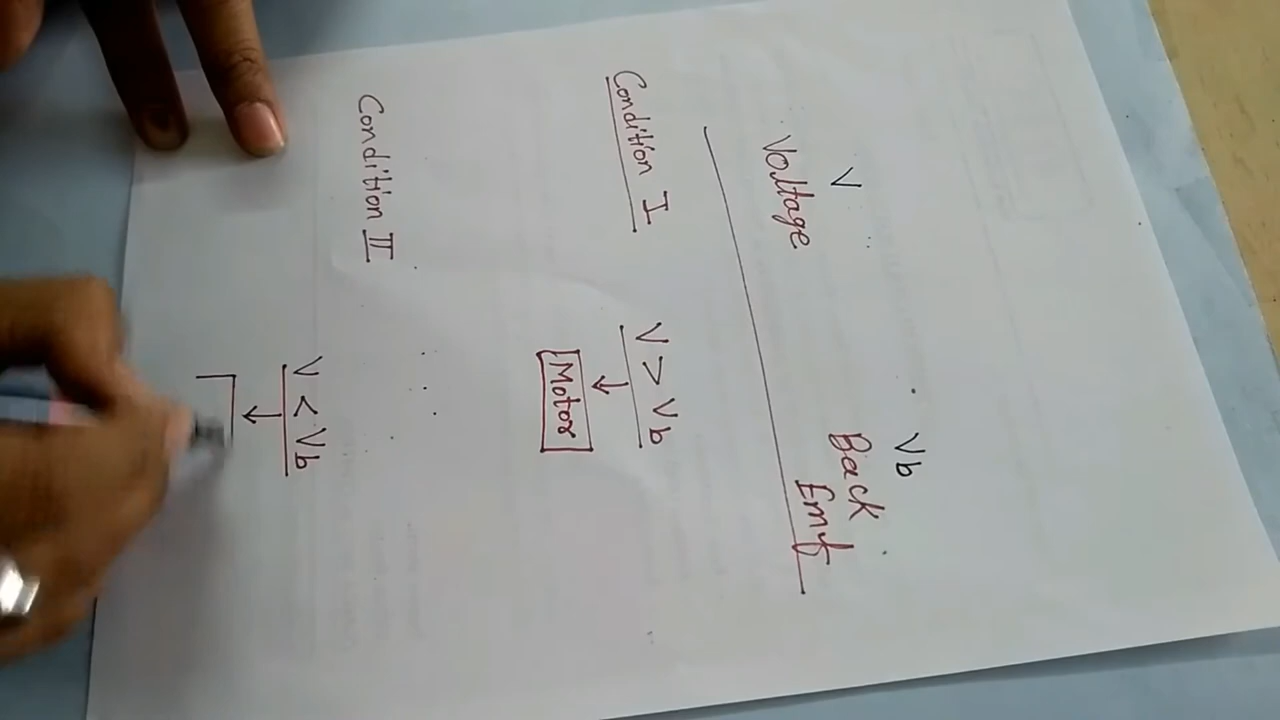 V Vb
Voltage Back
Emf
Condition I V > Vb
↓
Motor
Condition II V < Vb
↓